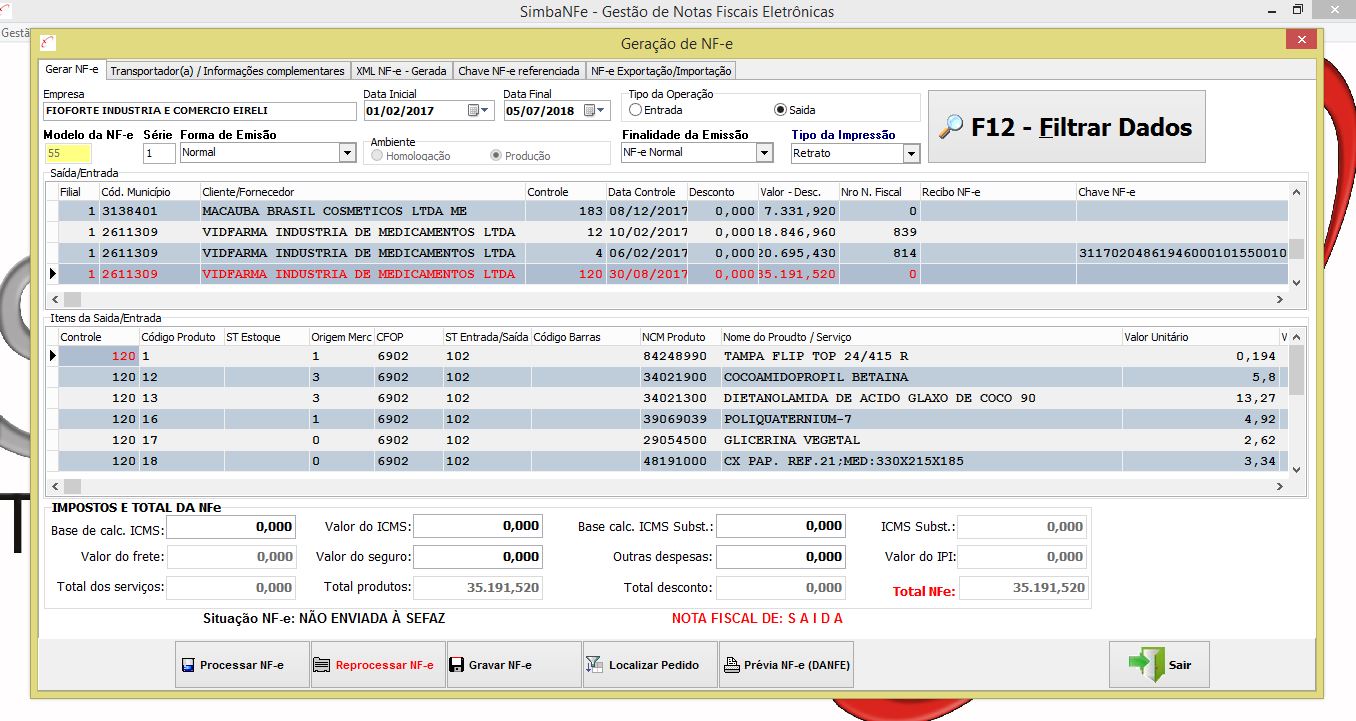 SimbaNFe - Gestão de Notas Fiscais Eletrônicas
Gestã
Geração de NF-e
Gerar NF-e Transportador(a) / Informações complementares XML NF-e - Gerada Chave NF-e referenciada NF-e Exportação/Importação
Empresa Data Inicial Data Final Tipo da Operação
FIOFORTE INDUSTRIA E COMERCIO EIRELI 01/02/2017 05/07/2018 Entrada Saida
F12 - Filtrar Dados
Modelo da NF-e Série Forma de Emisão Ambiente Finalidade da Emissão Tipo da Impressão
55 1 Normal Homologação Produção NF-e Normal Retrato
Saída/Entrada
Filial Cód. Município Cliente/Fornecedor Controle Data Controle Desconto Valor - Desc. Nro N. Fiscal Recibo NF-e Chave NF-e
1 3138401 MACAUBA BRASIL COSMETICOS LTDA ME 183 08/12/2017 0,000 7.331,920 0
1 2611309 VIDFARMA INDUSTRIA DE MEDICAMENTOS LTDA 12 10/02/2017 0,000 18.846,960 839
1 2611309 VIDFARMA INDUSTRIA DE MEDICAMENTOS LTDA 4 06/02/2017 0,000 20.695,430 814 31170204861946000101550010
1 2611309 VIDFARMA INDUSTRIA DE MEDICAMENTOS LTDA 120 30/08/2017 0,000 35.191,520 0
Itens da Saida/Entrada
Controle Código Produto ST Estoque Origem Merc CFOP ST Entrada/Saída Código Barras NCM Produto Nome do Proudto / Serviço Valor Unitário V
120 1 1 6902 102 84248990 TAMPA FLIP TOP 24/415 R 0,194
120 12 3 6902 102 34021900 COCOAMIDOPROPIL BETAINA 5,8
120 13 3 6902 102 34021300 DIETANOLAMIDA DE ACIDO GLAXO DE COCO 90 13,27
120 16 1 6902 102 39069039 POLIQUATERNIUM-7 4,92
120 17 0 6902 102 29054500 GLICERINA VEGETAL 2,62
120 18 0 6902 102 48191000 CX PAP. REF.21;MED:330X215X185 3,34
IMPOSTOS E TOTAL DA NFe
Base de calc. ICMS: 0,000 Valor do ICMS: 0,000 Base calc. ICMS Subst.: 0,000 ICMS Subst.: 0,000
Valor do frete: 0,000 Valor do seguro: 0,000 Outras despesas: 0,000 Valor do IPI: 0,000
Total dos serviços: 0,000 Total produtos: 35.191,520 Total desconto: 0,000 Total NFe: 35.191,520
Situação NF-e: NÃO ENVIADA À SEFAZ NOTA FISCAL DE: S A I D A
Processar NF-e Reprocessar NF-e Gravar NF-e Localizar Pedido Prévia NF-e (DANFE) Sair